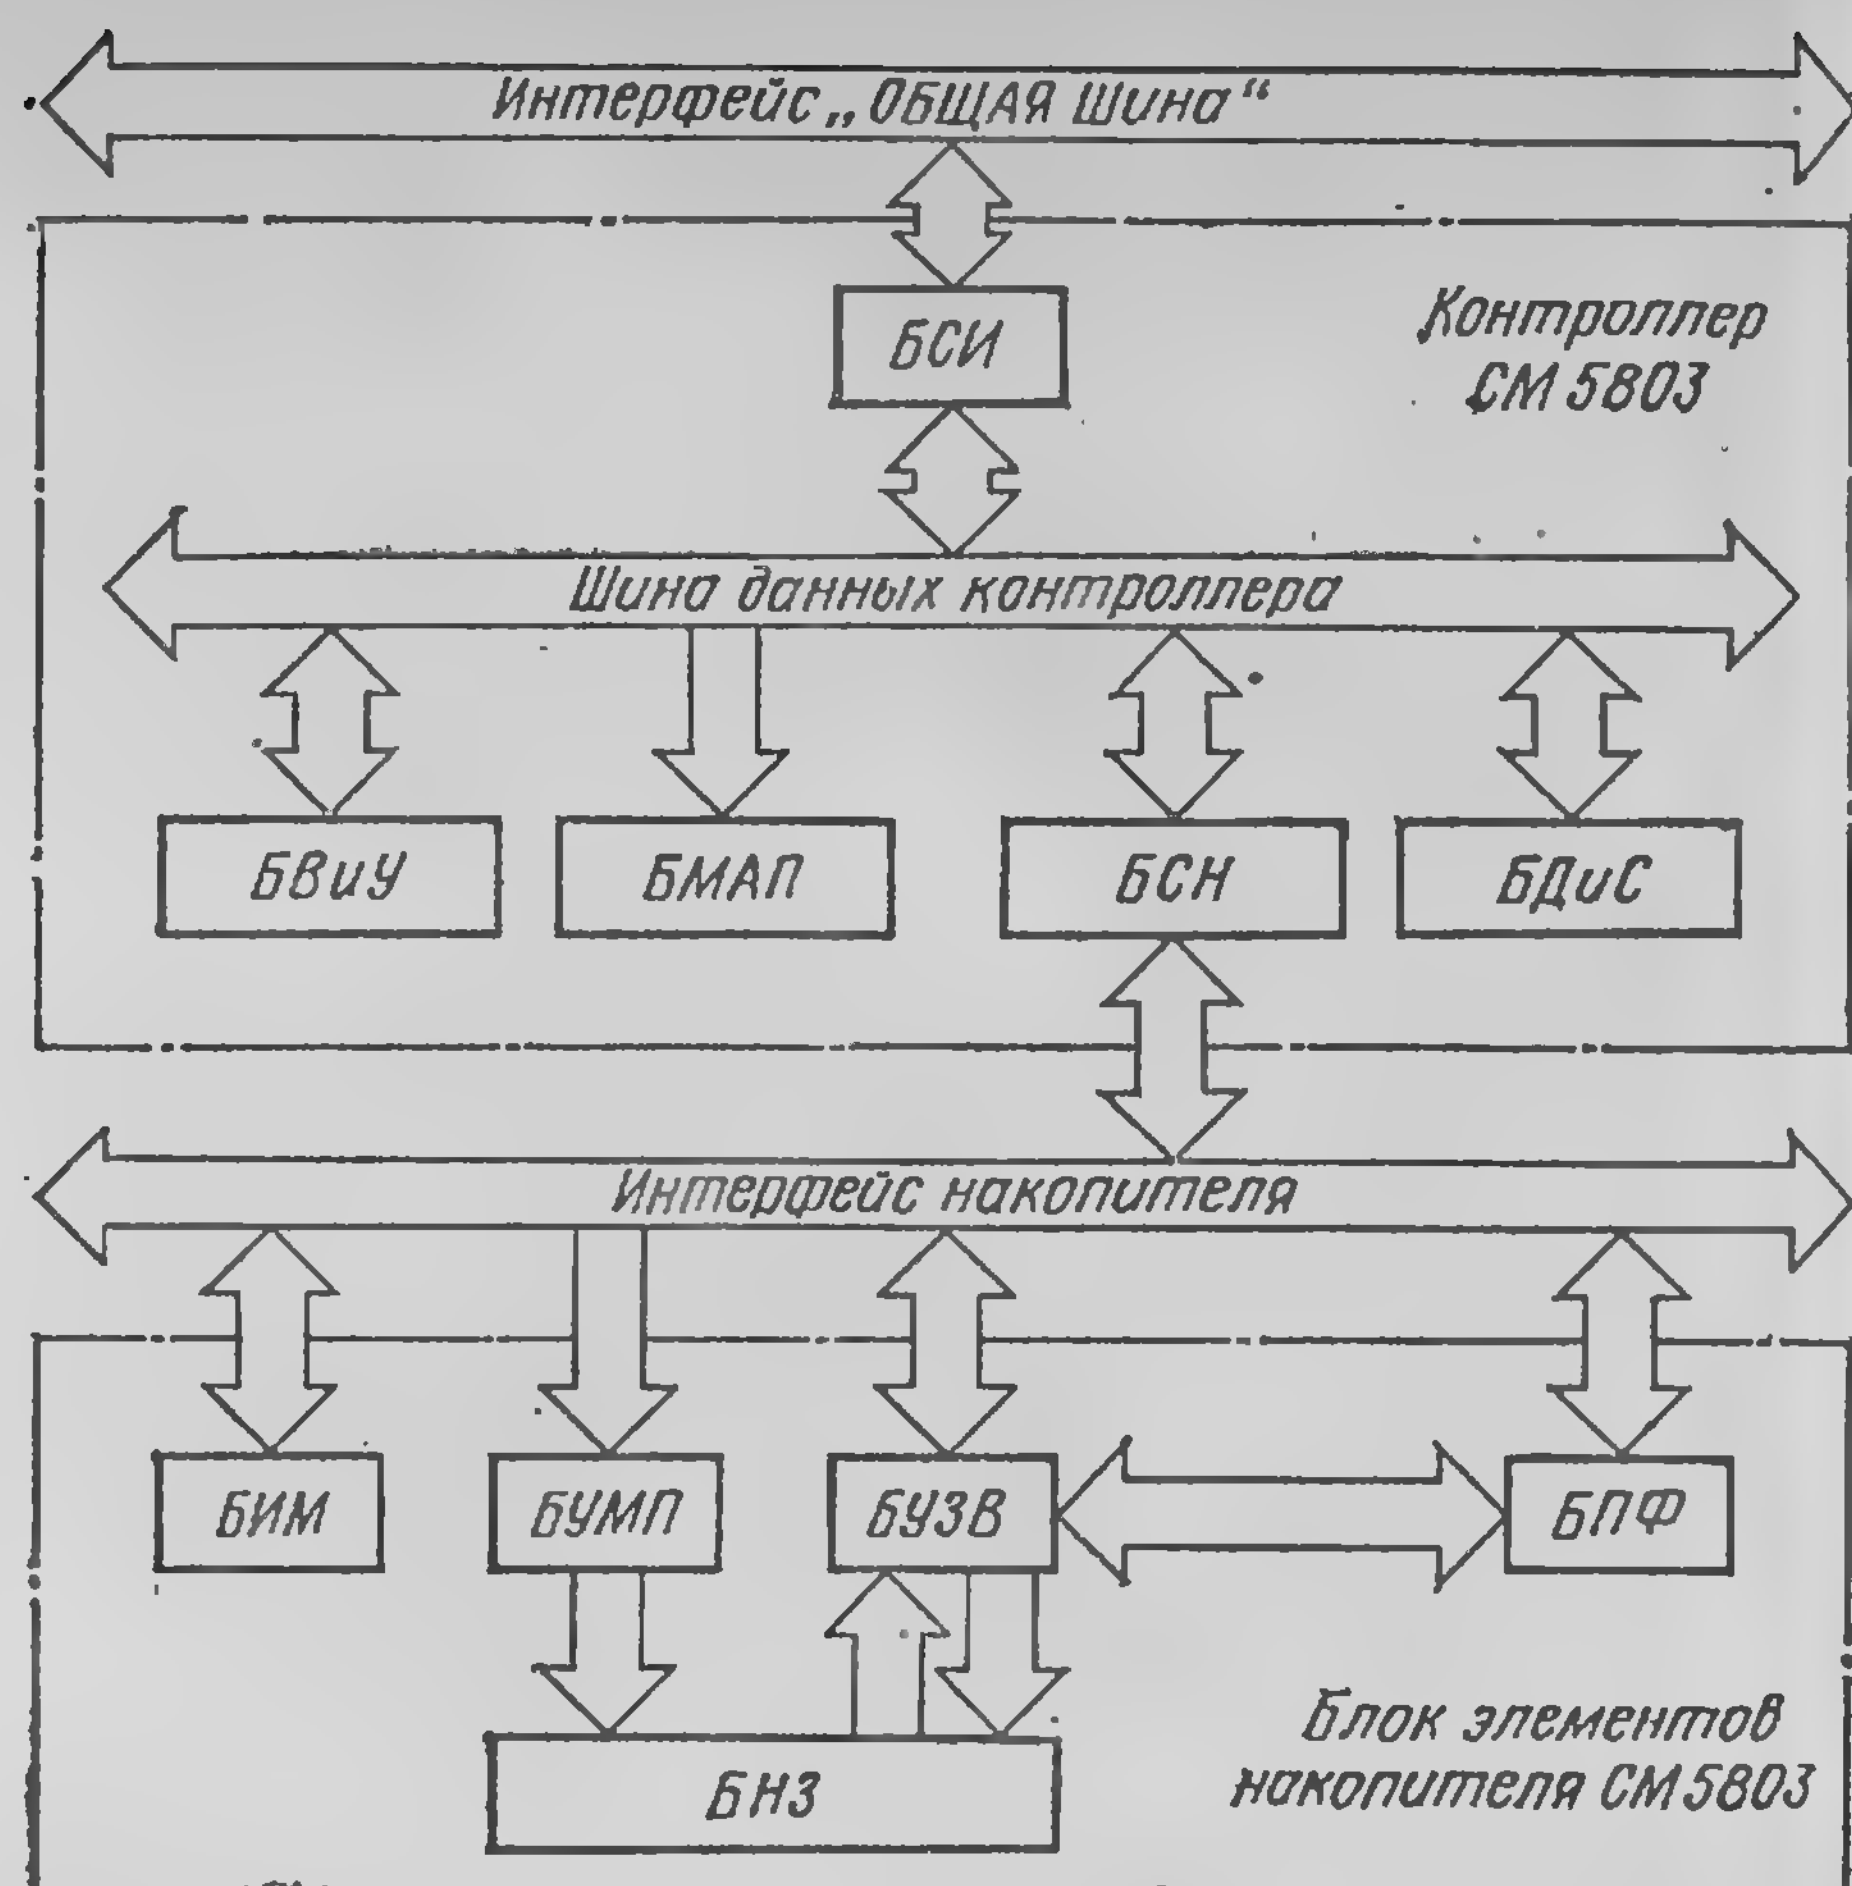 Интерфейс „ОБЩАЯ шина“
БСИ
Контроллер
СМ 5803
Шина данных контроллера
БВиУ
БМАП
БСН
БДиС
Интерфейс накопителя
БИМ
БУМП
БУЗВ
БПФ
Блок элементов
накопителя СМ 5803
БНЗ